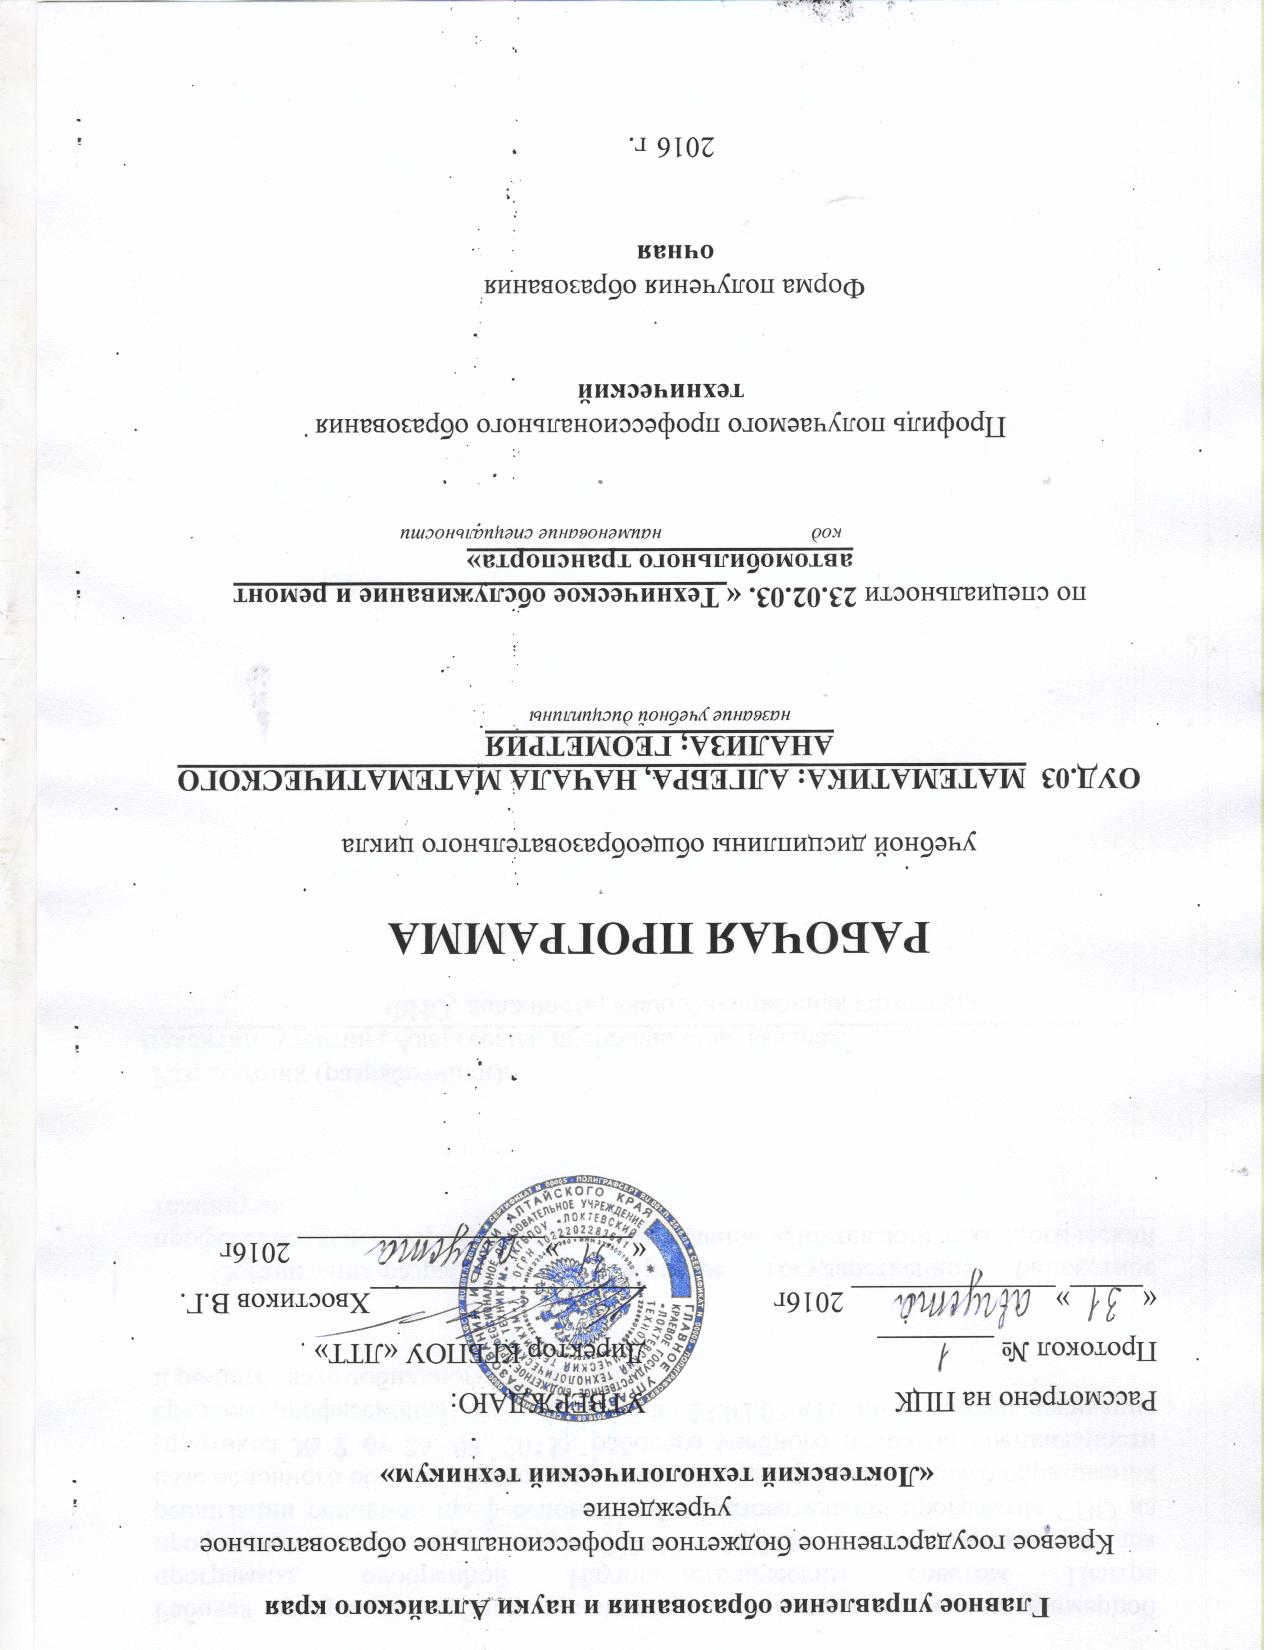 Главное управление образования и науки Алтайского края
Краевое государственное бюджетное профессиональное образовательное
учреждение
«Локтевский технологический техникум»
Рассмотрено на ПЦК
Протокол № 1
« 31 » августа 2016г
УТВЕРЖДАЮ:
Директор КГБПОУ «ЛТТ»
Хвостиков В.Г.
августа 2016г
РАБОЧАЯ ПРОГРАММА
учебной дисциплины общеобразовательного цикла
ОУД.03 МАТЕМАТИКА: АЛГЕБРА, НАЧАЛА МАТЕМАТИЧЕСКОГО
АНАЛИЗА; ГЕОМЕТРИЯ
название учебной дисциплины
по специальности 23.02.03. « Техническое обслуживание и ремонт
автомобильного транспорта»
код наименование специальности
Профиль получаемого профессионального образования
технический
Форма получения образования
очная
2016 г.